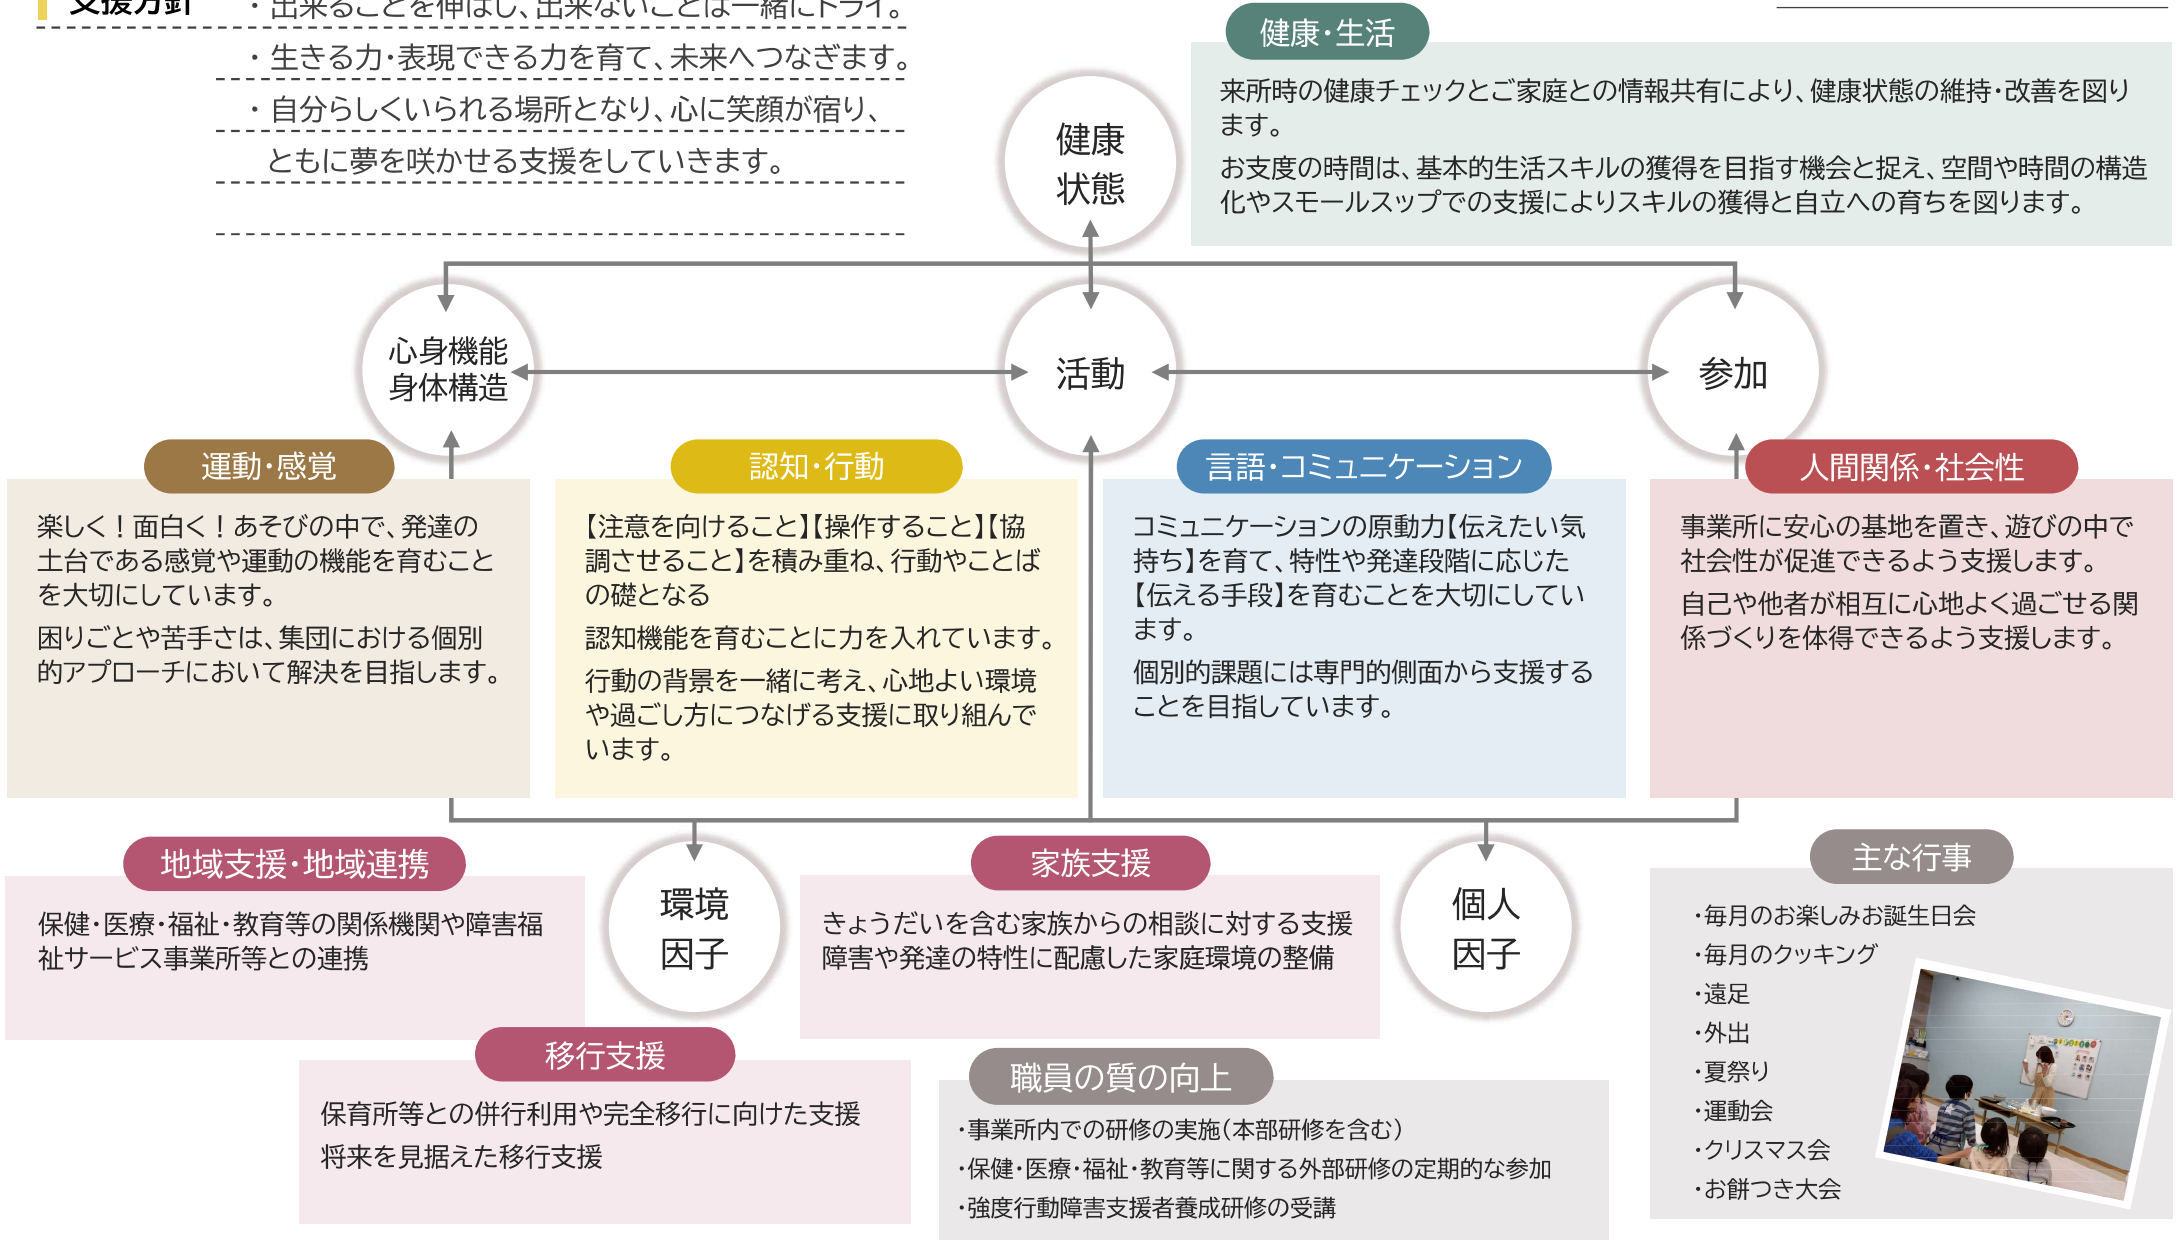 支援方針
・ 出来ることを伸ばし、出来ないことは一緒にトライ。
・ 生きる力・表現できる力を育て、未来へつなぎます。
・ 自分らしくいられる場所となり、心に笑顔が宿り、
ともに夢を咲かせる支援をしていきます。
健康・生活
来所時の健康チェックとご家庭との情報共有により、健康状態の維持・改善を図り
ます。
お支度の時間は、基本的生活スキルの獲得を目指す機会と捉え、空間や時間の構造
化やスモールスップでの支援によりスキルの獲得と自立への育ちを図ります。
健康
状態
心身機能
身体構造
活動
参加
運動・感覚
楽しく！面白く！あそびの中で、発達の
土台である感覚や運動の機能を育むこと
を大切にしています。
困りごとや苦手さは、集団における個別
的アプローチにおいて解決を目指します。
認知・行動
【注意を向けること】【操作すること】【協
調させること】を積み重ね、行動やことば
の礎となる
認知機能を育むことに力を入れています。
行動の背景を一緒に考え、心地よい環境
や過ごし方につなげる支援に取り組んで
います。
言語・コミュニケーション
コミュニケーションの原動力【伝えたい気
持ち】を育て、特性や発達段階に応じた
【伝える手段】を育むことを大切にしてい
ます。
個別的課題には専門的側面から支援する
ことを目指しています。
人間関係・社会性
事業所に安心の基地を置き、遊びの中で
社会性が促進できるよう支援します。
自己や他者が相互に心地よく過ごせる関
係づくりを体得できるよう支援します。
地域支援・地域連携
保健・医療・福祉・教育等の関係機関や障害福
祉サービス事業所等との連携
環境
因子
家族支援
きょうだいを含む家族からの相談に対する支援
障害や発達の特性に配慮した家庭環境の整備
個人
因子
移行支援
保育所等との併行利用や完全移行に向けた支援
将来を見据えた移行支援
職員の質の向上
・事業所内での研修の実施（本部研修を含む）
・保健・医療・福祉・教育等に関する外部研修の定期的な参加
・強度行動障害支援者養成研修の受講
主な行事
・毎月のお楽しみお誕生日会
・毎月のクッキング
・遠足
・外出
・夏祭り
・運動会
・クリスマス会
・お餅つき大会